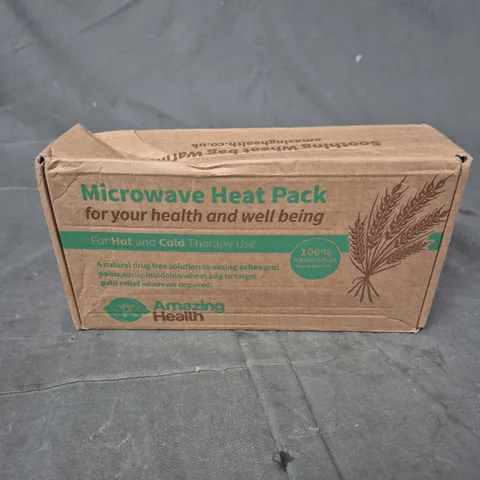 Soothing Wheat bag Warm
amazinghealth.co.uk
Microwave Heat Pack
for your health and well being
For Hot and Cold Therapy Use
100%
A natural drug free solution to easing aches and
pains, easily moldable wheat bag to target
pain relief wherever required!
Amazing
Health